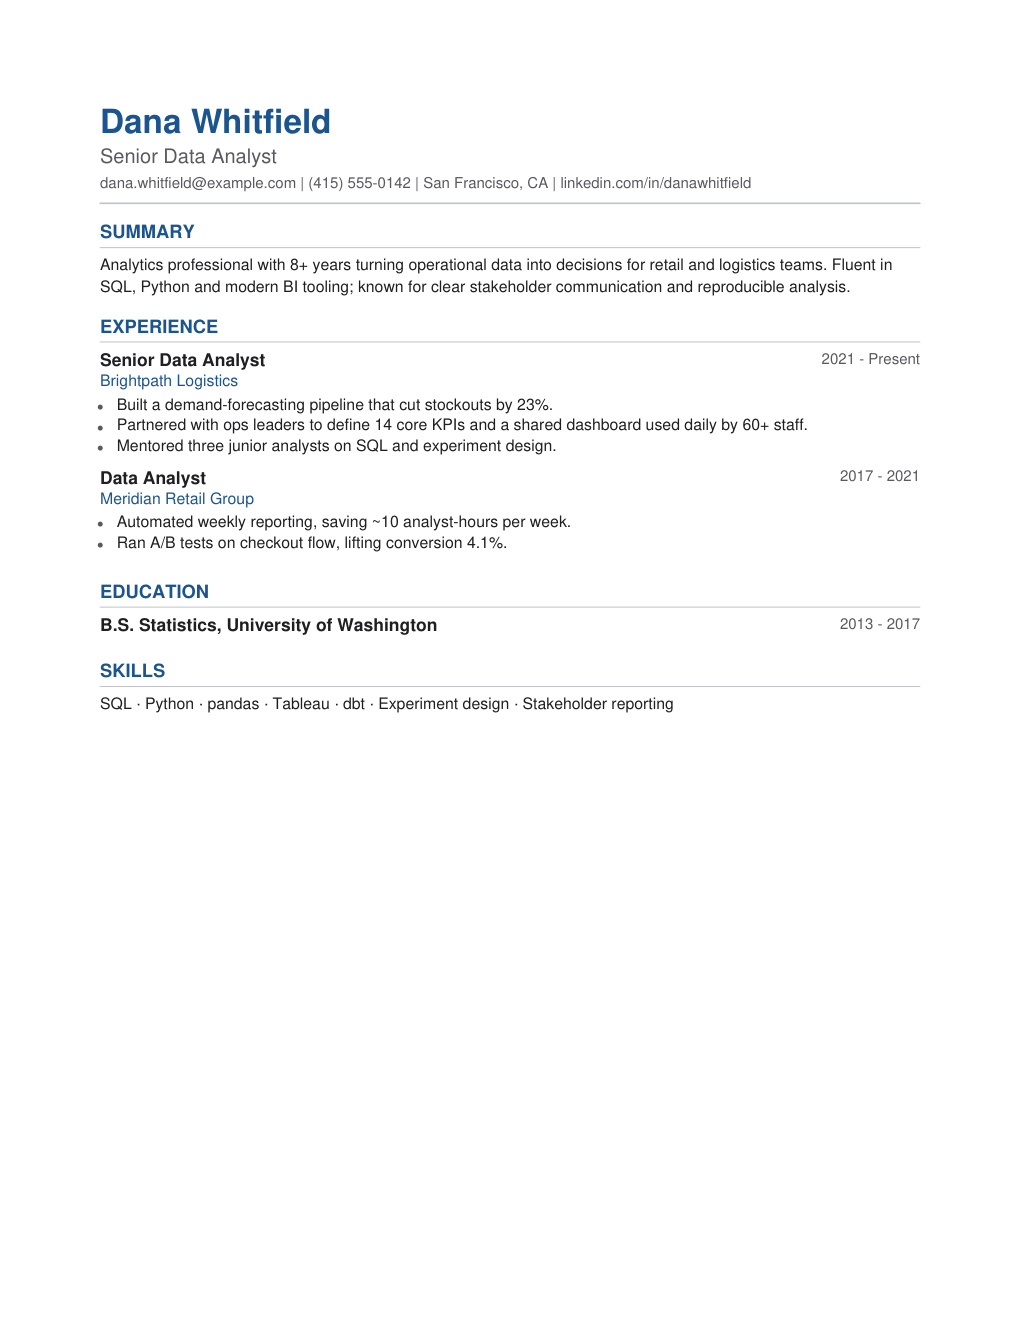 Dana Whitfield
Senior Data Analyst
dana.whitfield@example.com | (415) 555-0142 | San Francisco, CA | linkedin.com/in/danawhitfield
SUMMARY
Analytics professional with 8+ years turning operational data into decisions for retail and logistics teams. Fluent in
SQL, Python and modern BI tooling; known for clear stakeholder communication and reproducible analysis.
EXPERIENCE
Senior Data Analyst 2021 - Present
Brightpath Logistics
• Built a demand-forecasting pipeline that cut stockouts by 23%.
• Partnered with ops leaders to define 14 core KPIs and a shared dashboard used daily by 60+ staff.
• Mentored three junior analysts on SQL and experiment design.
Data Analyst 2017 - 2021
Meridian Retail Group
• Automated weekly reporting, saving ~10 analyst-hours per week.
• Ran A/B tests on checkout flow, lifting conversion 4.1%.
EDUCATION
B.S. Statistics, University of Washington 2013 - 2017
SKILLS
SQL · Python · pandas · Tableau · dbt · Experiment design · Stakeholder reporting